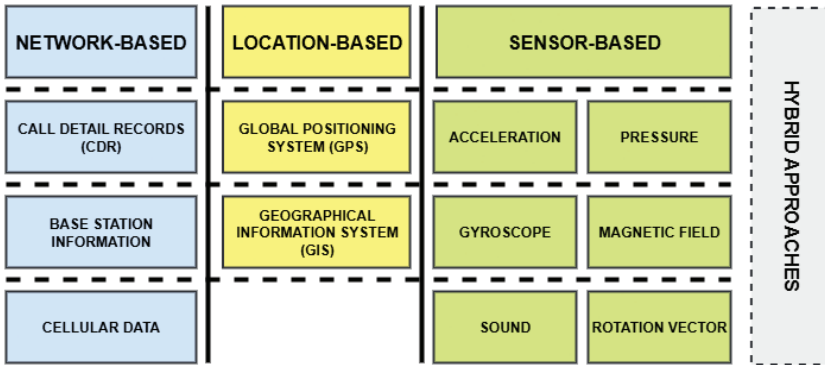 NETWORK-BASED
LOCATION-BASED
SENSOR-BASED
CALL DETAIL RECORDS
(CDR)
GLOBAL POSITIONING
SYSTEM (GPS)
ACCELERATION
PRESSURE
BASE STATION
INFORMATION
GEOGRAPHICAL
INFORMATION SYSTEM
(GIS)
GYROSCOPE
MAGNETIC FIELD
CELLULAR DATA
SOUND
ROTATION VECTOR
HYBRID APPROACHES